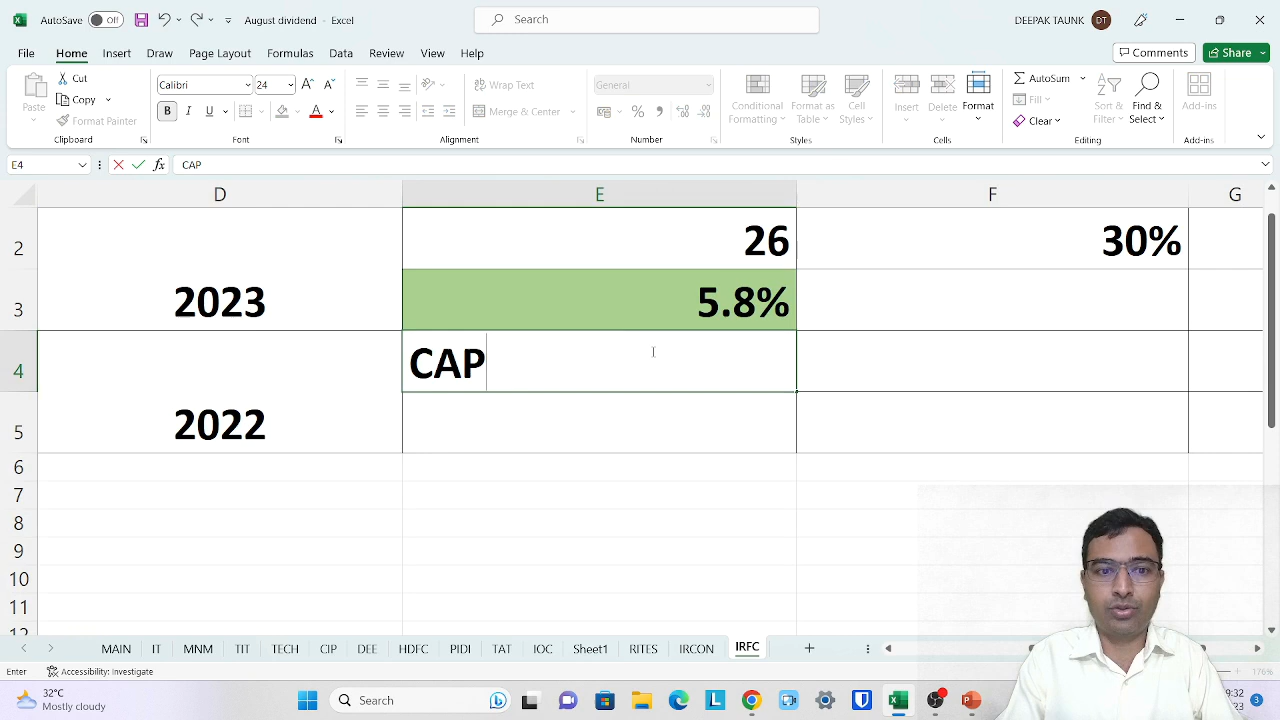 AutoSave Off August dividend - Excel Search DEEPAK TAUNK DT
File Home Insert Draw Page Layout Formulas Data Review View Help Comments Share
Paste Cut Copy Format Painter Clipboard
Calibri 24 B I U A Font
Wrap Text Merge & Center Alignment
General % , Number
Conditional Formatting Format Table Cell Styles Styles
Insert Delete Format Cells
AutoSum Fill Clear Sort & Filter Find & Select Editing
Add-ins Add-ins
E4 fx CAP
D E F G
2 26 30%
3 2023 5.8%
4 CAP
5 2022
6
7
8
9
10
11
MAIN IT MNM TIT TECH CIP DEE HDFC PIDI TAT IOC Sheet1 RITES IRCON IRFC
Enter Accessibility: Investigate 176%
32°C
Mostly cloudy
Search
3